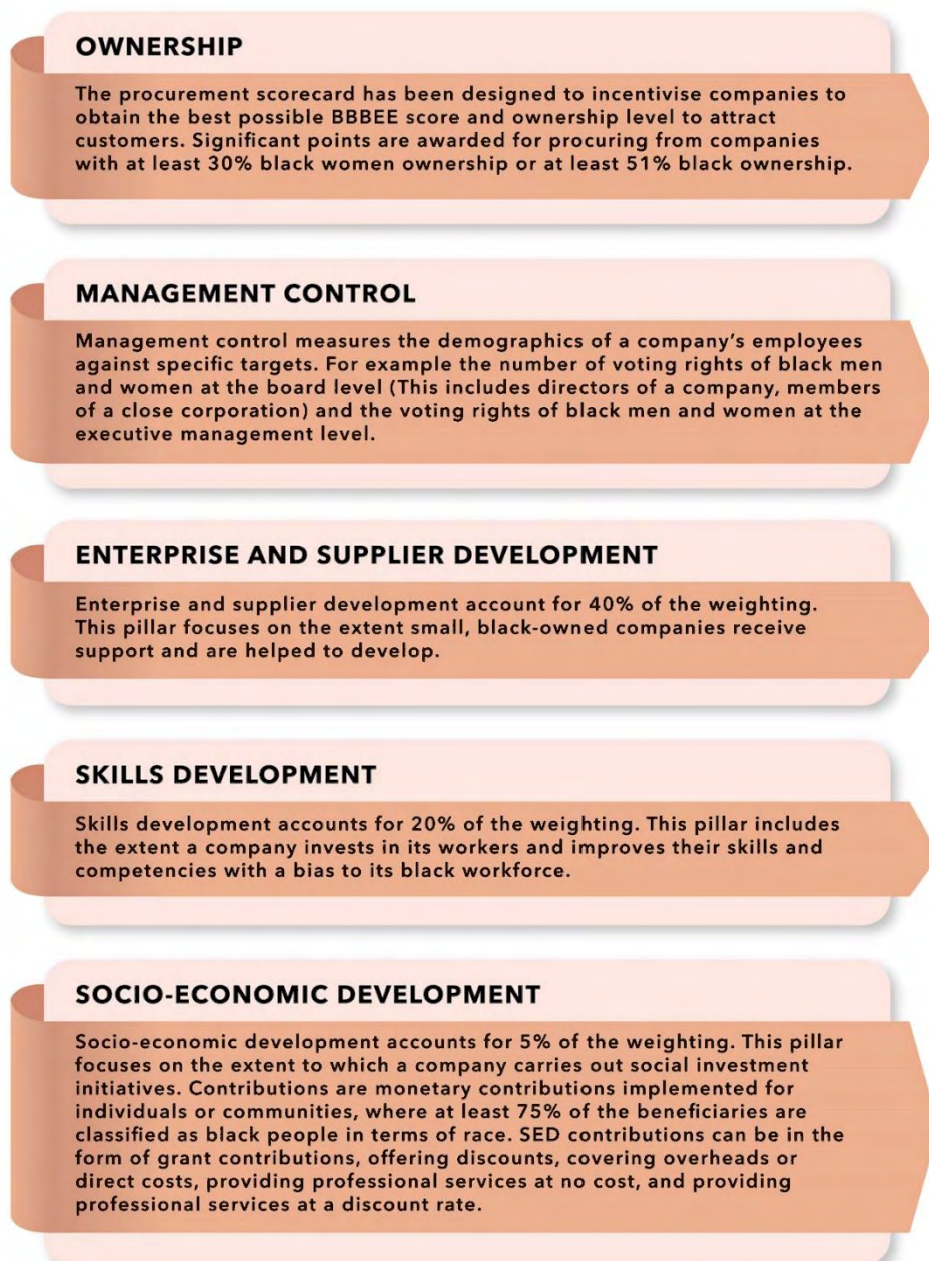 OWNERSHIP
The procurement scorecard has been designed to incentivise companies to
obtain the best possible BBBEE score and ownership level to attract
customers. Significant points are awarded for procuring from companies
with at least 30% black women ownership or at least 51% black ownership.
MANAGEMENT CONTROL
Management control measures the demographics of a company's employees
against specific targets. For example the number of voting rights of black men
and women at the board level (This includes directors of a company, members
of a close corporation) and the voting rights of black men and women at the
executive management level.
ENTERPRISE AND SUPPLIER DEVELOPMENT
Enterprise and supplier development account for 40% of the weighting.
This pillar focuses on the extent small, black-owned companies receive
support and are helped to develop.
SKILLS DEVELOPMENT
Skills development accounts for 20% of the weighting. This pillar includes
the extent a company invests in its workers and improves their skills and
competencies with a bias to its black workforce.
SOCIO-ECONOMIC DEVELOPMENT
Socio-economic development accounts for 5% of the weighting. This pillar
focuses on the extent to which a company carries out social investment
initiatives. Contributions are monetary contributions implemented for
individuals or communities, where at least 75% of the beneficiaries are
classified as black people in terms of race. SED contributions can be in the
form of grant contributions, offering discounts, covering overheads or
direct costs, providing professional services at no cost, and providing
professional services at a discount rate.